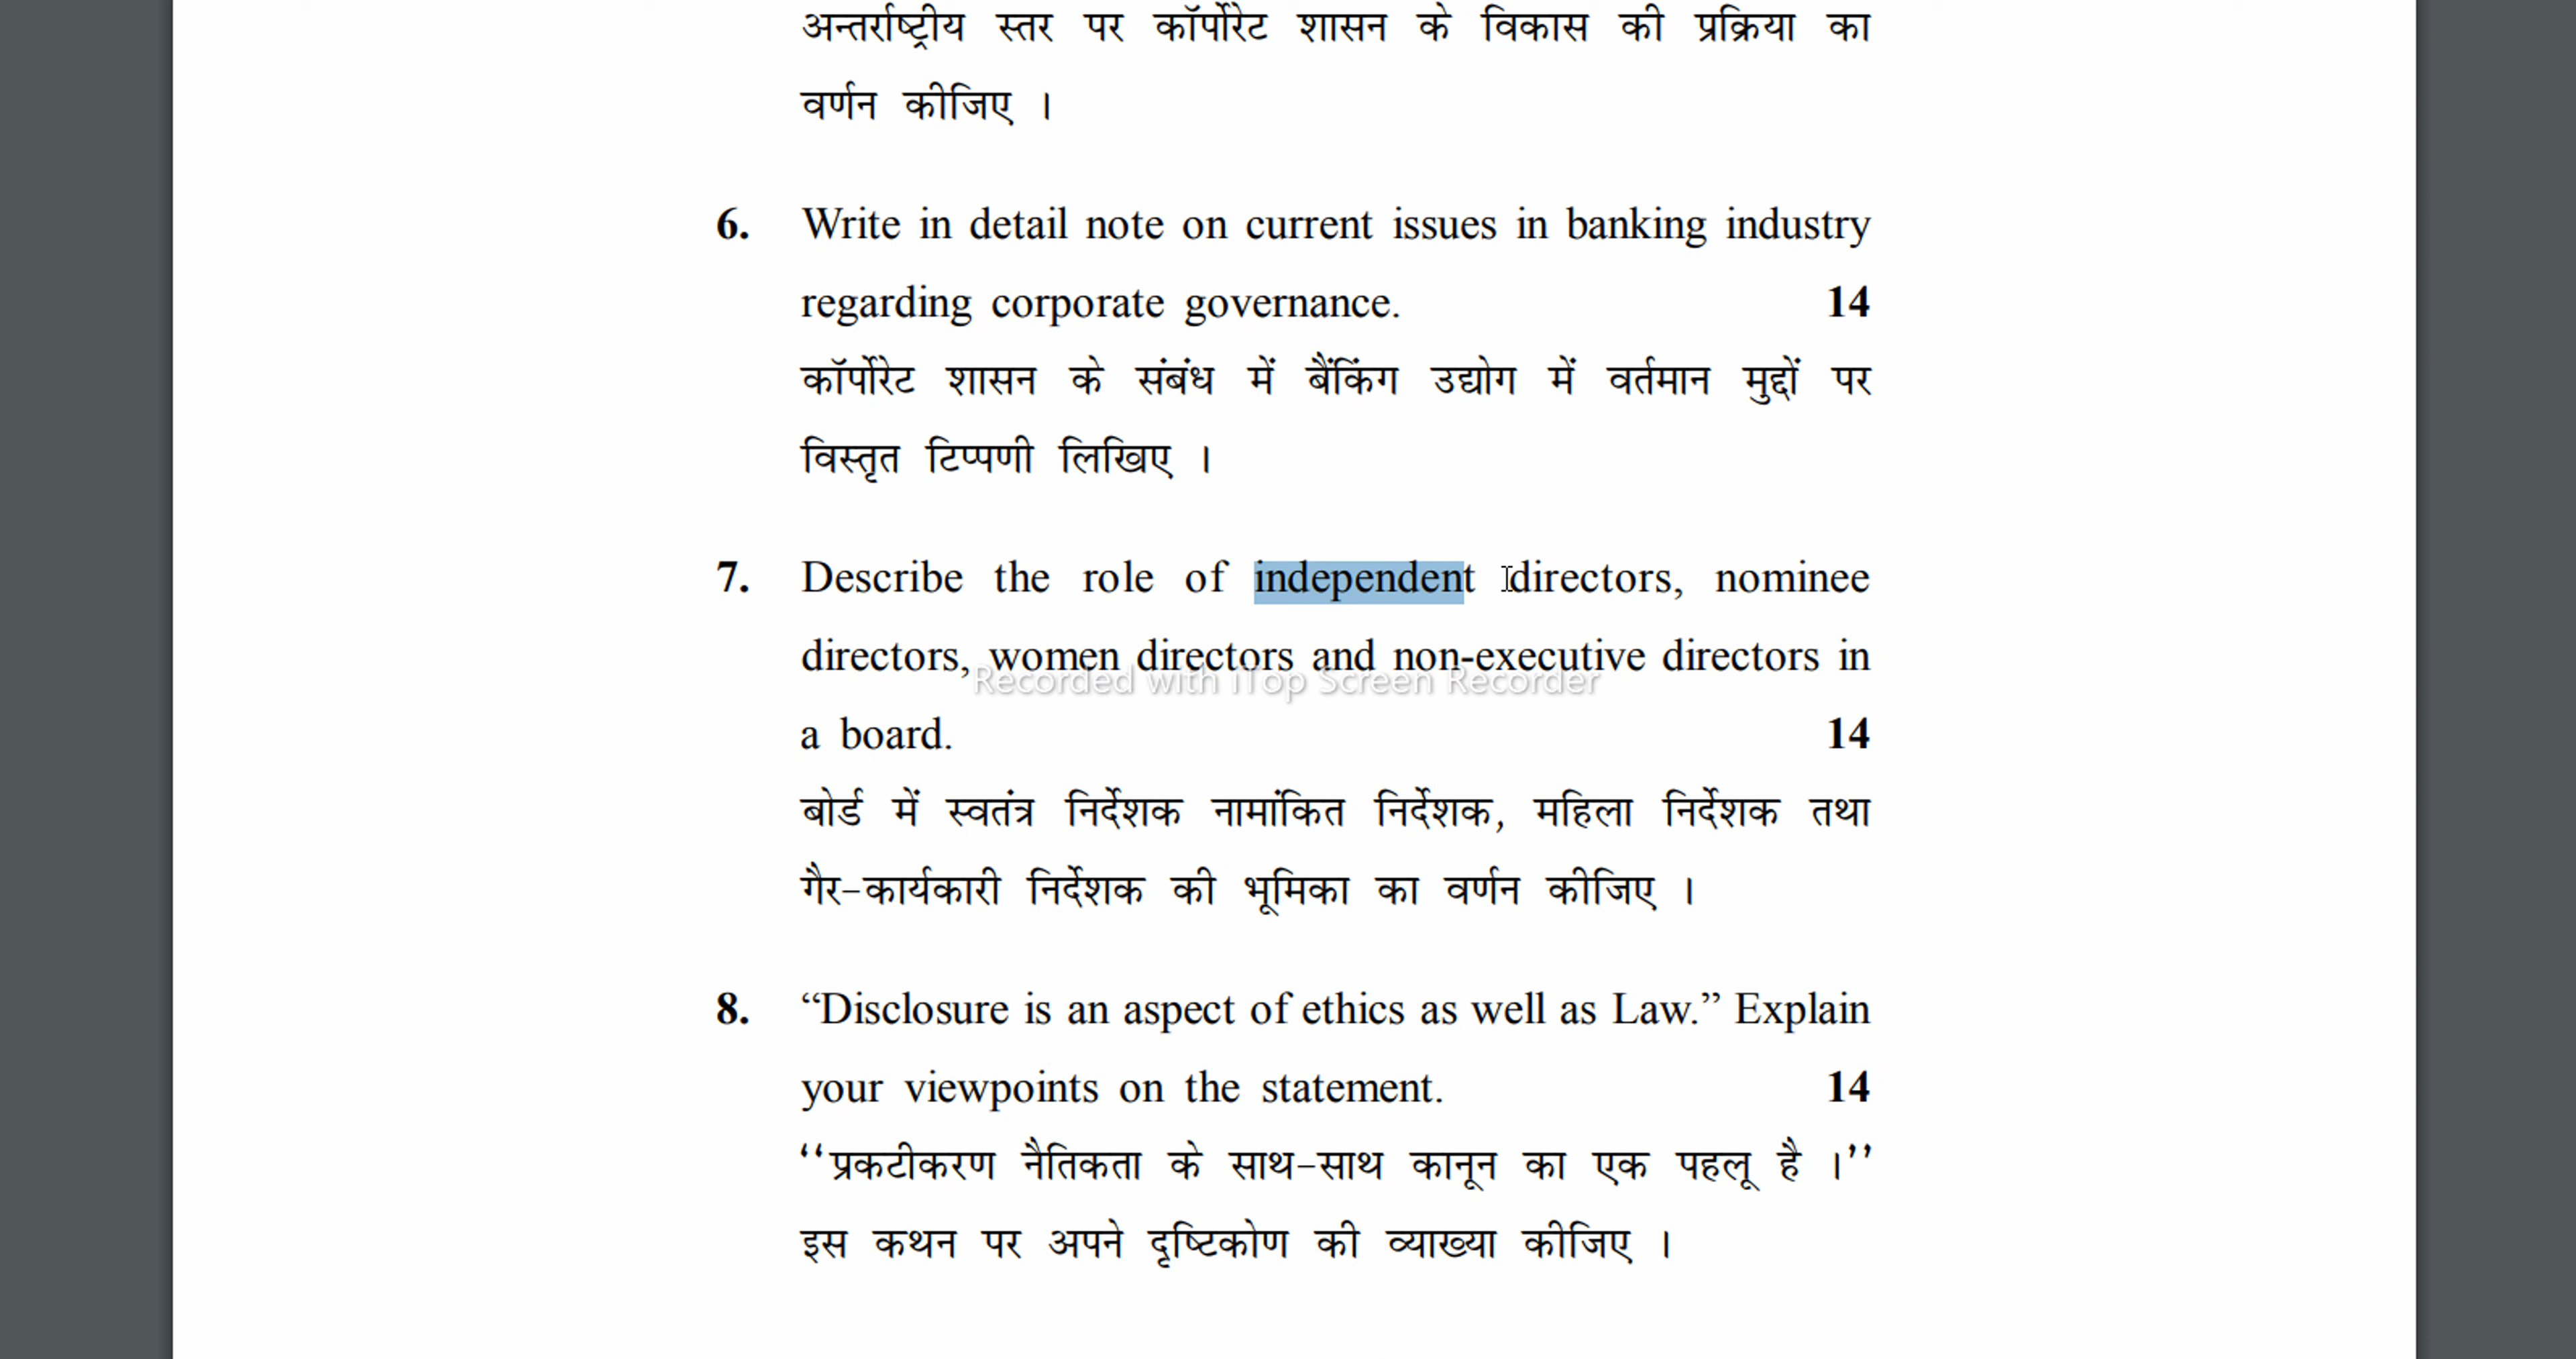 अन्तर्राष्ट्रीय स्तर पर कॉर्पोरेट शासन के विकास की प्रक्रिया का
वर्णन कीजिए ।
6. Write in detail note on current issues in banking industry
regarding corporate governance. 14
कॉर्पोरेट शासन के संबंध में बैंकिंग उद्योग में वर्तमान मुद्दों पर
विस्तृत टिप्पणी लिखिए ।
7. Describe the role of independent directors, nominee
directors, women directors and non-executive directors in
Recorded with iTop Screen Recorder
a board. 14
बोर्ड में स्वतंत्र निर्देशक नामांकित निर्देशक, महिला निर्देशक तथा
गैर-कार्यकारी निर्देशक की भूमिका का वर्णन कीजिए ।
8. “Disclosure is an aspect of ethics as well as Law.” Explain
your viewpoints on the statement. 14
‘‘प्रकटीकरण नैतिकता के साथ-साथ कानून का एक पहलू है ।’’
इस कथन पर अपने दृष्टिकोण की व्याख्या कीजिए ।